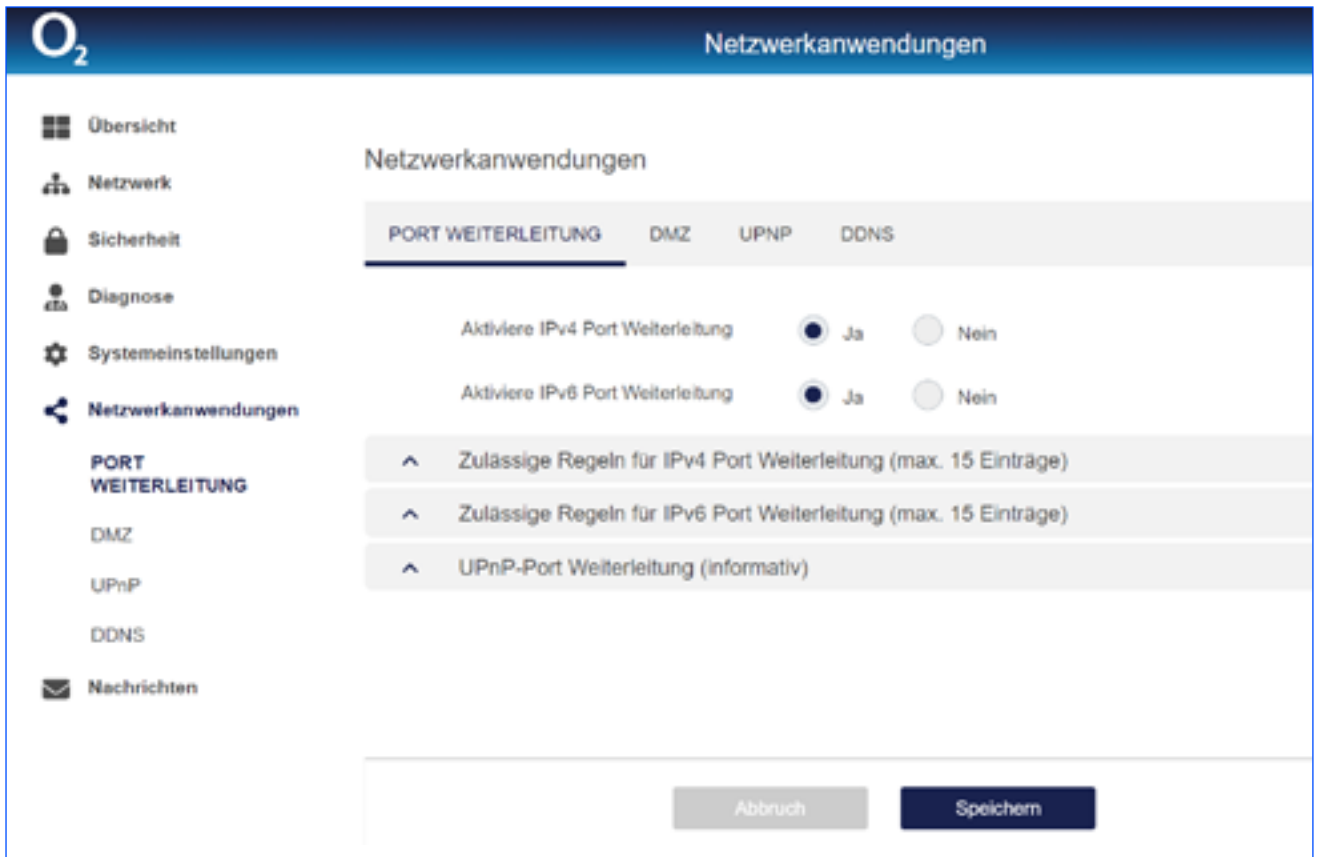 O2
Netzwerkanwendungen
Übersicht
Netzwerk
Sicherheit
Diagnose
Systemeinstellungen
Netzwerkanwendungen
PORT
WEITERLEITUNG
DMZ
UPnP
DDNS
Nachrichten
Netzwerkanwendungen
PORT WEITERLEITUNG DMZ UPNP DDNS
Aktiviere IPv4 Port Weiterleitung Ja Nein
Aktiviere IPv6 Port Weiterleitung Ja Nein
Zulässige Regeln für IPv4 Port Weiterleitung (max. 15 Einträge)
Zulässige Regeln für IPv6 Port Weiterleitung (max. 15 Einträge)
UPnP-Port Weiterleitung (informativ)
Abbruch Speichern